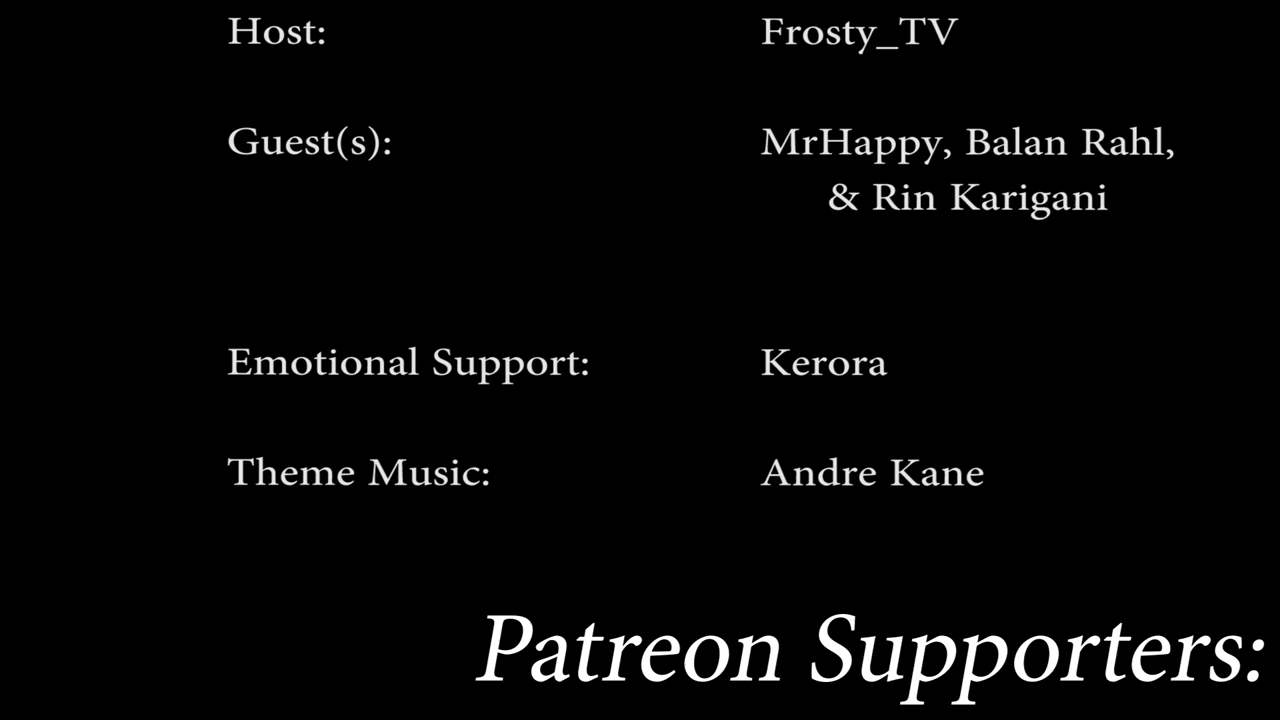 Host: Frosty_TV
Guest(s): MrHappy, Balan Rahl,
& Rin Karigani
Emotional Support: Kerora
Theme Music: Andre Kane
Patreon Supporters: